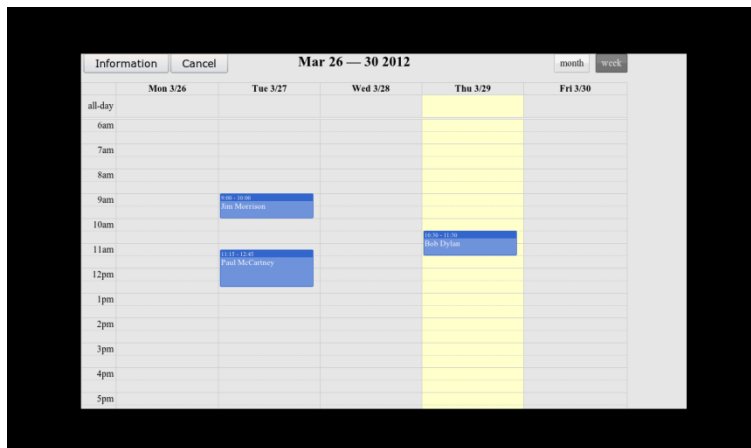 Information Cancel Mar 26 — 30 2012 month week
Mon 3/26 Tue 3/27 Wed 3/28 Thu 3/29 Fri 3/30
all-day
6am
7am
8am
9am
9:00 - 10:00
Jim Morrison
10am
10:30 - 11:30
Bob Dylan
11am
11:15 - 12:45
Paul McCartney
12pm
1pm
2pm
3pm
4pm
5pm